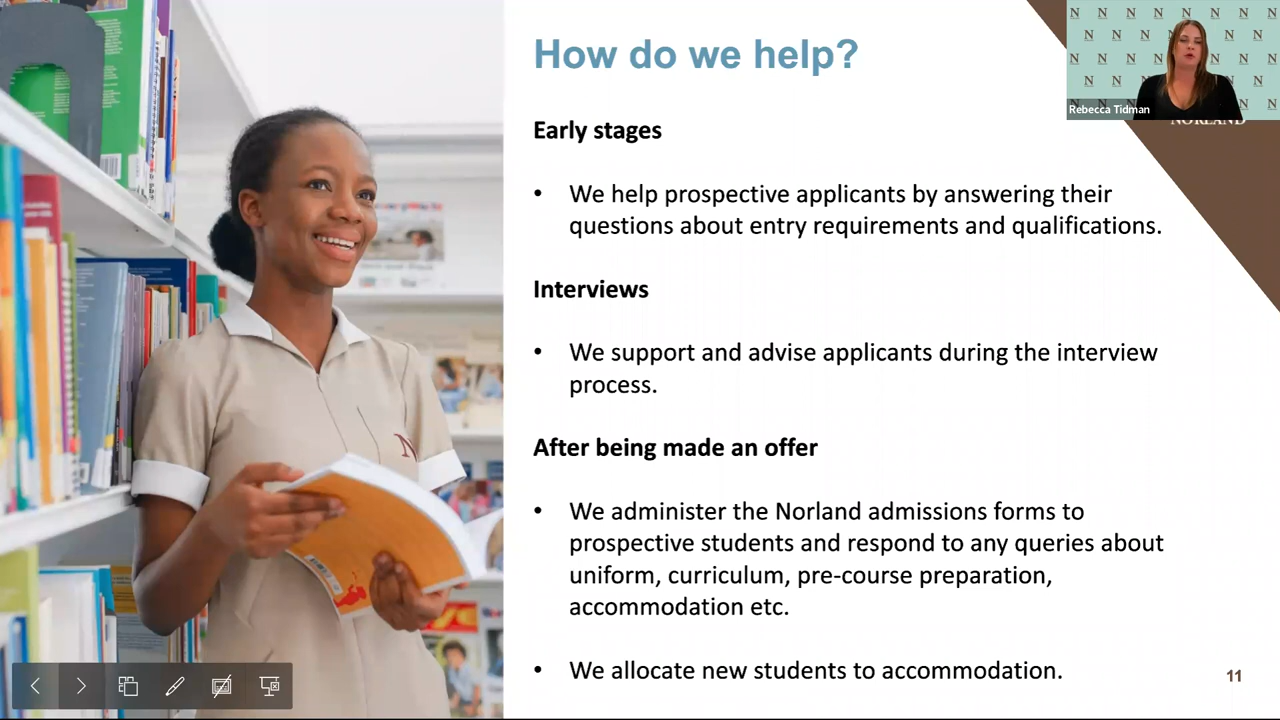 How do we help?
Rebecca Tidman
NORLAND
Early stages
• We help prospective applicants by answering their
questions about entry requirements and qualifications.
Interviews
• We support and advise applicants during the interview
process.
After being made an offer
• We administer the Norland admissions forms to
prospective students and respond to any queries about
uniform, curriculum, pre-course preparation,
accommodation etc.
• We allocate new students to accommodation.
11